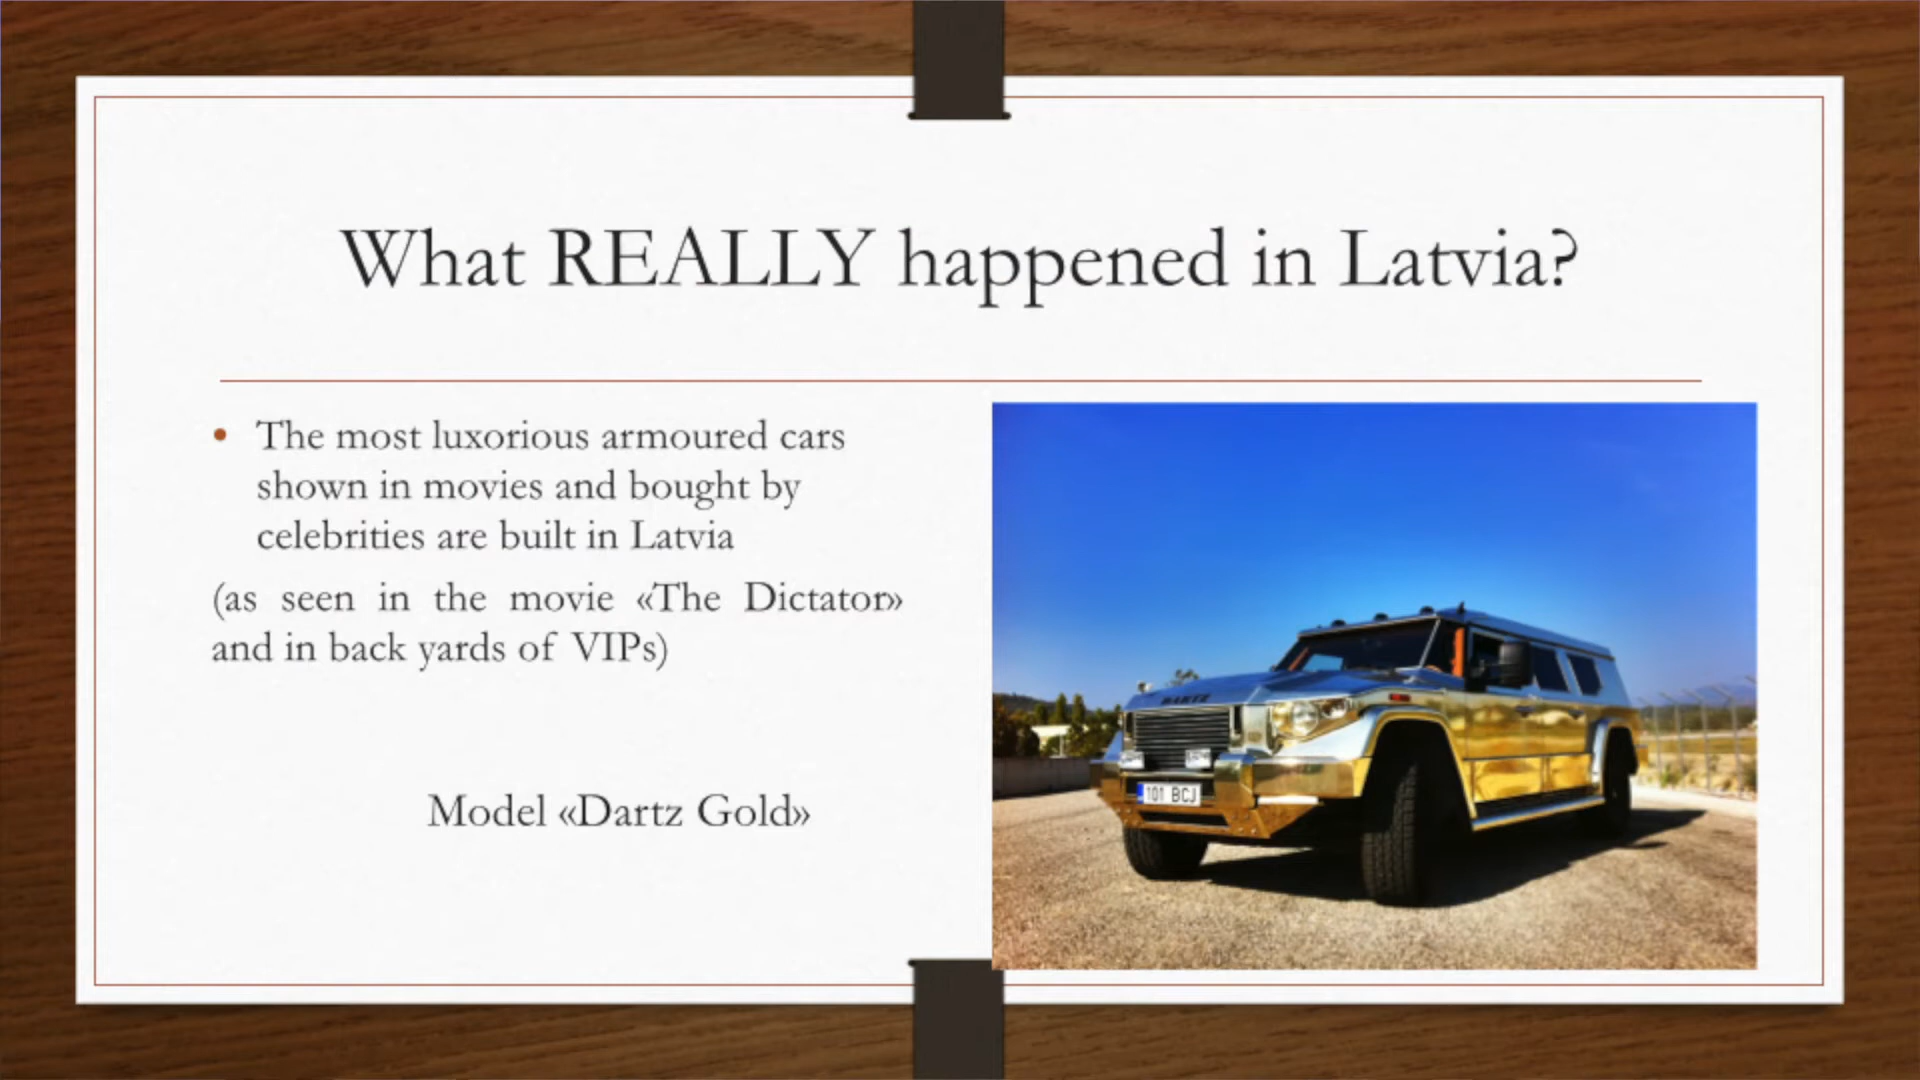 What REALLY happened in Latvia?
• The most luxorious armoured cars
shown in movies and bought by
celebrities are built in Latvia
(as seen in the movie «The Dictator»
and in back yards of VIPs)
Model «Dartz Gold»
DARTZ
101 BCJ